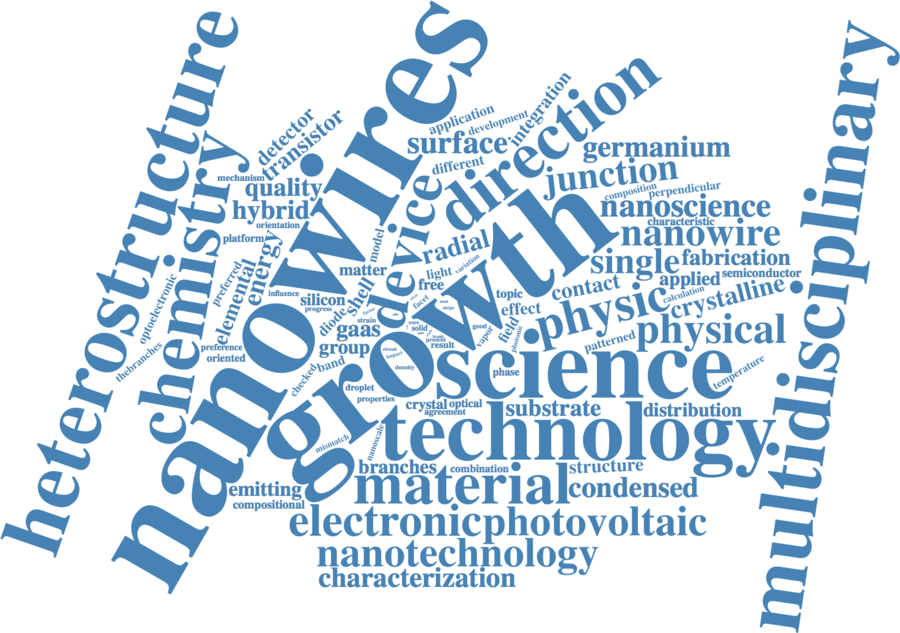 heterostructure
chemistry
nanowires
growth
direction
multidisciplinary
detector
transistor
mechanism
quality
hybrid
orientation
platform
energy
elemental
preferred
optoelectronic
thebranches
preference
oriented
influence
silicon
progress
diode
shell
matter
model
device
application
development
integration
surface
different
radial
light
variation
free
germanium
junction
composition
perpendicular
nanoscience
characteristic
nanowire
single
fabrication
applied
semiconductor
contact
calculation
crystalline
topic
effect
field
physic
physical
patterned
photonic
good
vapor
phase
temperature
science
technology
facet
strain
factor
core
solid
present
result
gaas
group
band
checked
circuit
impact
density
droplet
properties
crystal
optical
agreement
substrate
distribution
mismatch
nanoscale
branches
combination
structure
emitting
compositional
material
condensed
electronic
photovoltaic
nanotechnology
characterization